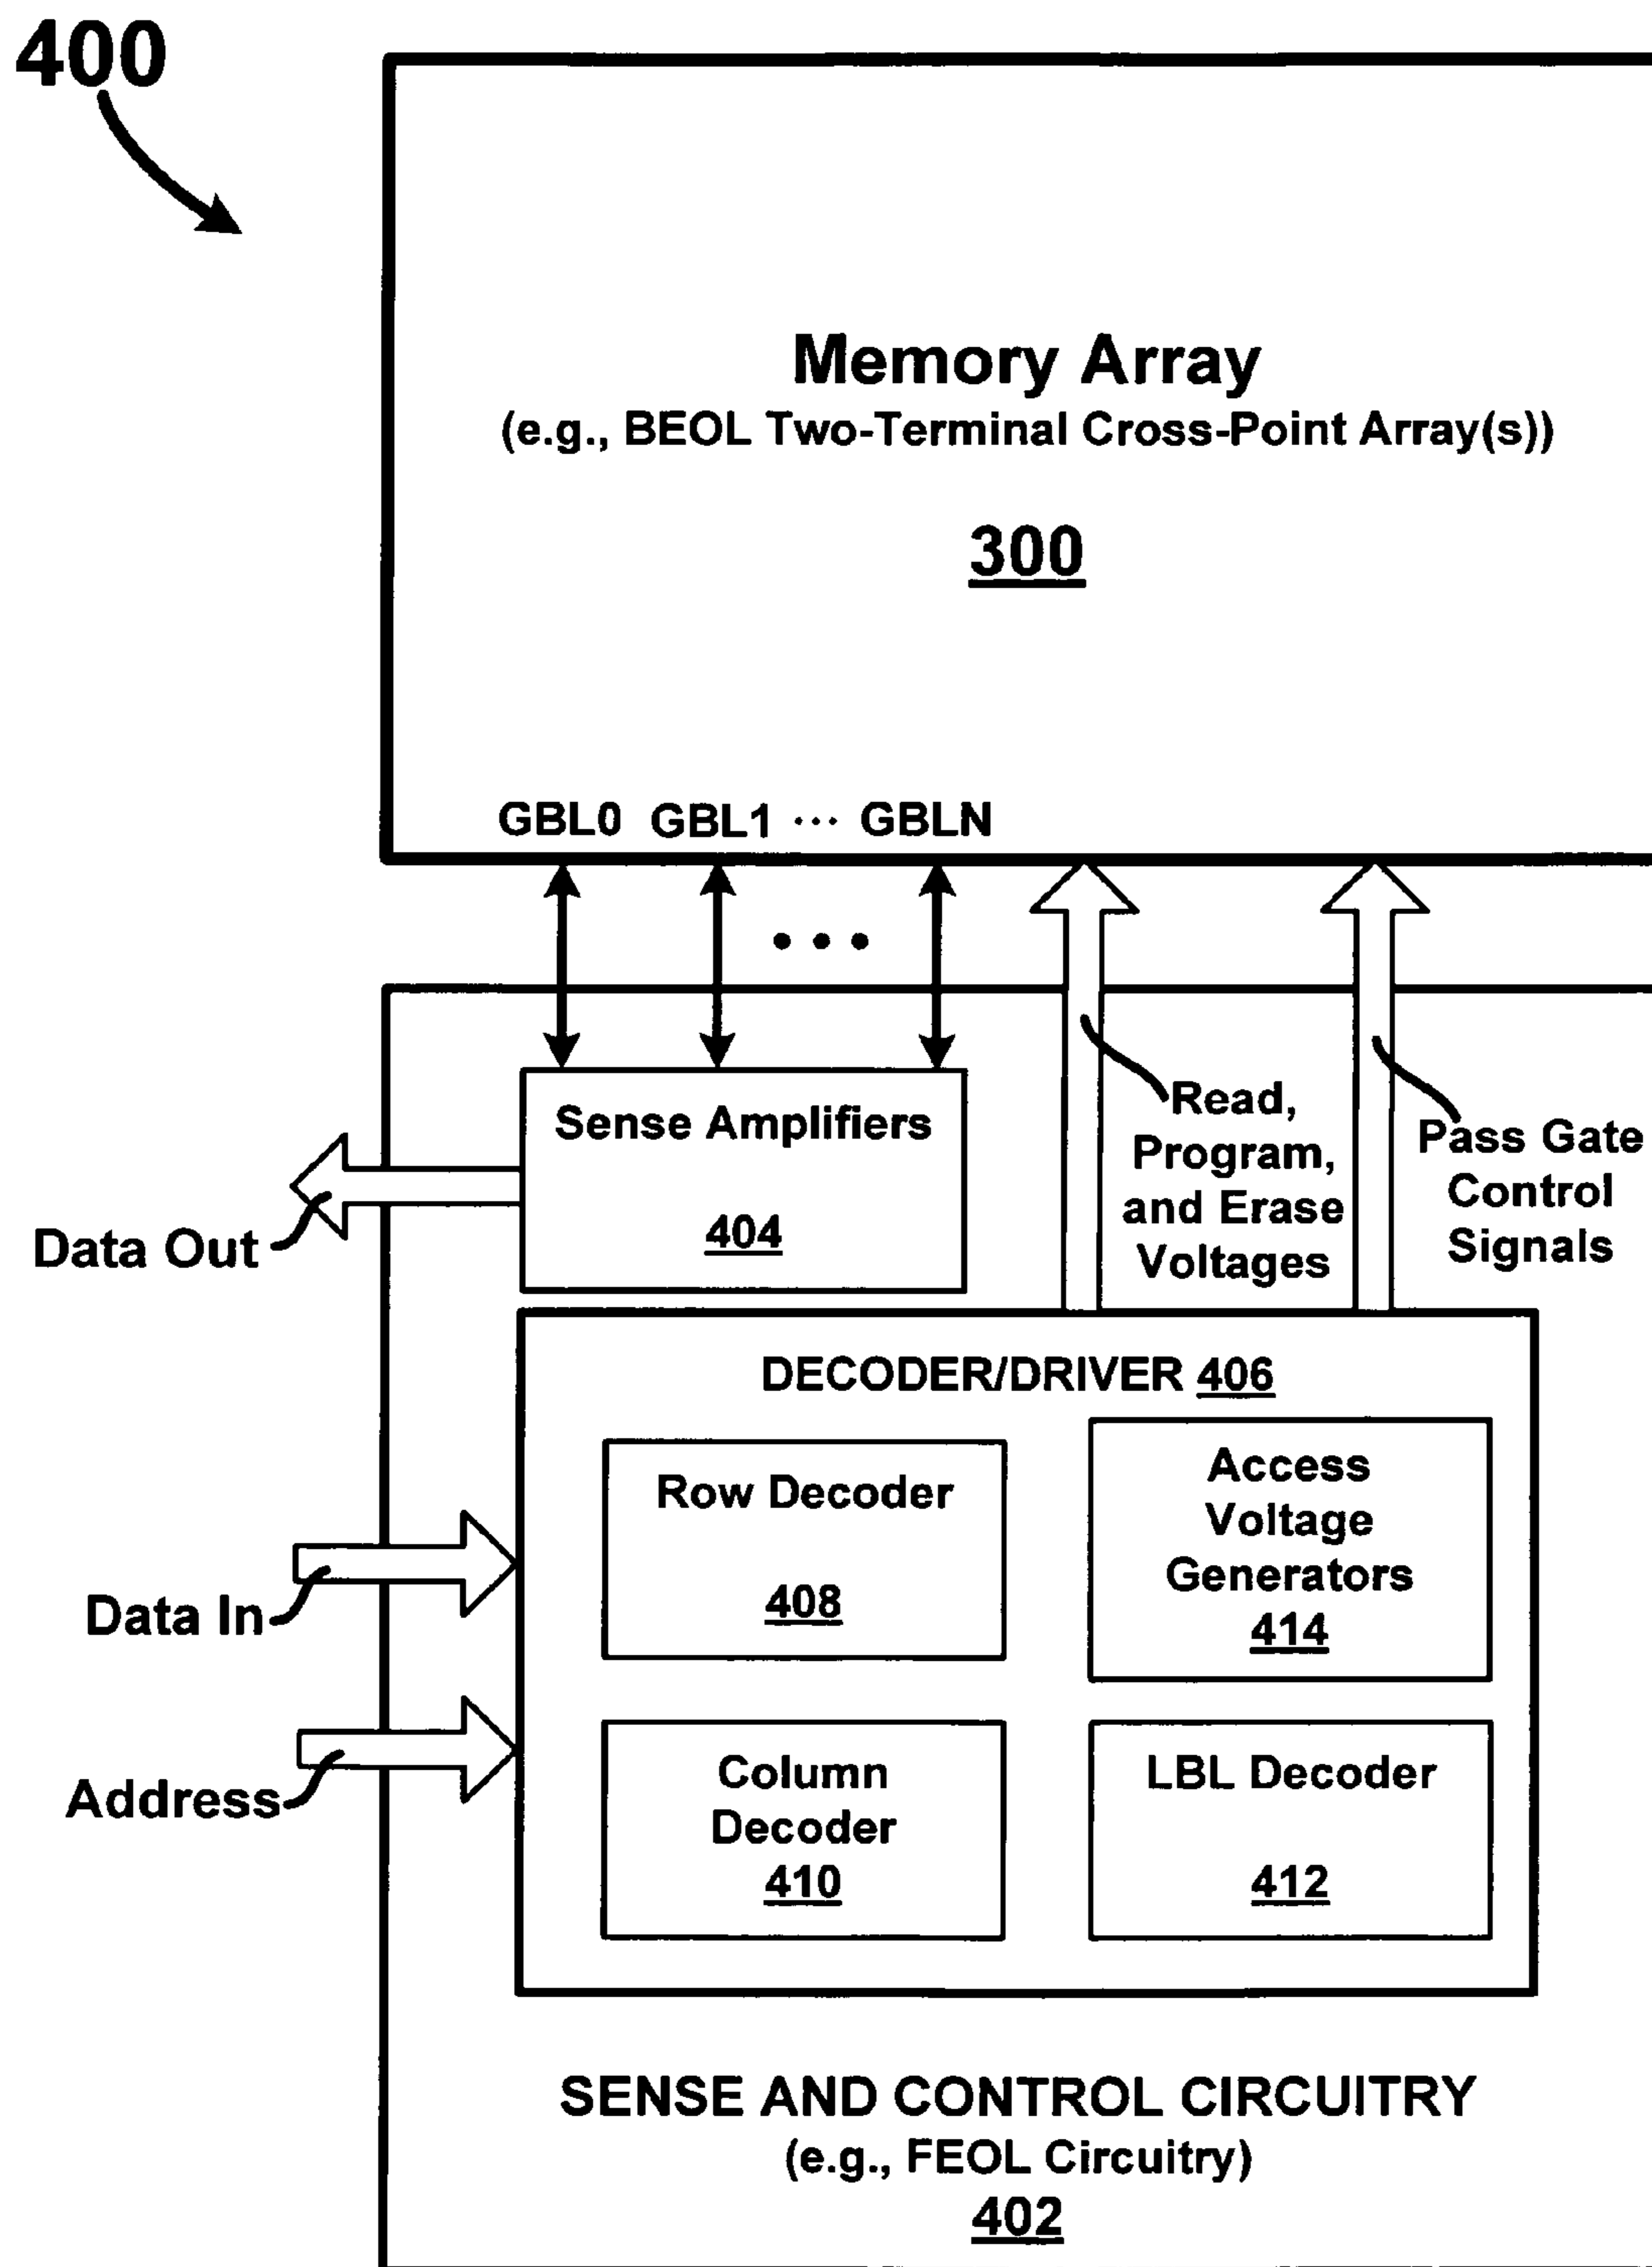 400
Memory Array
(e.g., BEOL Two-Terminal Cross-Point Array(s))
300
GBL0 GBL1 ... GBLN
...
Sense Amplifiers
404
Data Out
Read,
Program,
and Erase
Voltages
Pass Gate
Control
Signals
DECODER/DRIVER 406
Row Decoder
408
Access
Voltage
Generators
414
Data In
Address
Column
Decoder
410
LBL Decoder
412
SENSE AND CONTROL CIRCUITRY
(e.g., FEOL Circuitry)
402